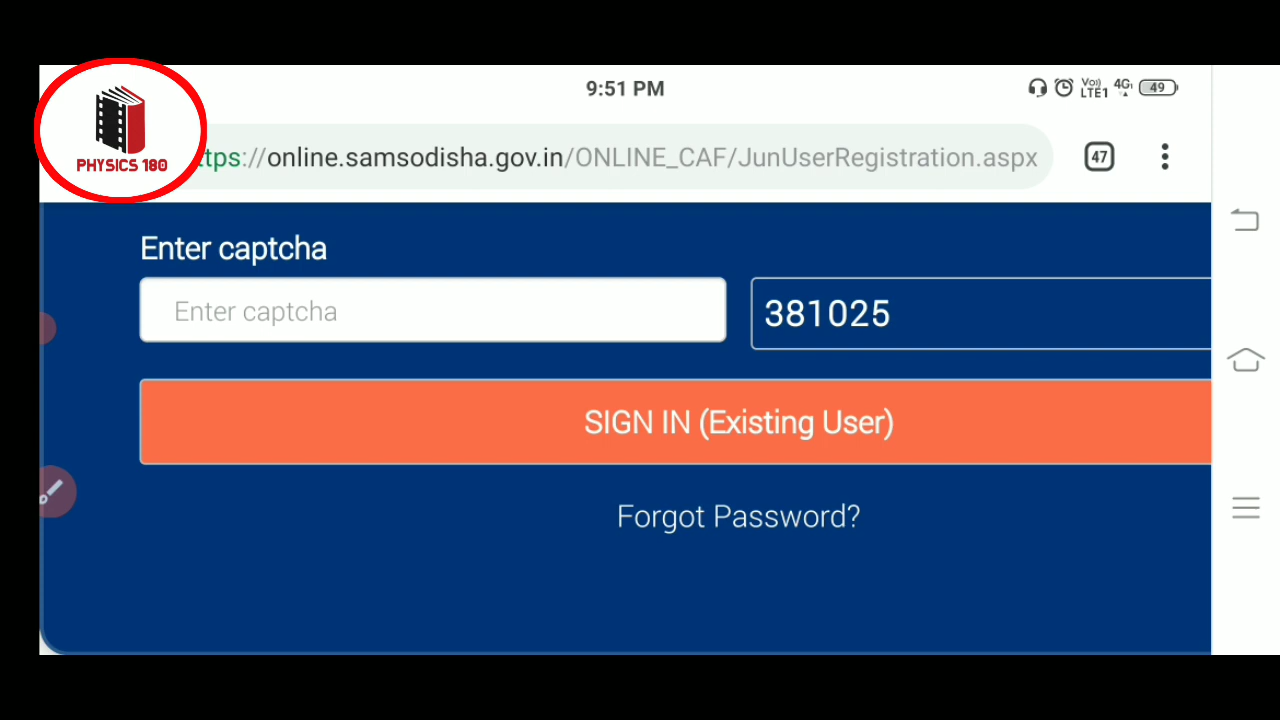 9:51 PM
Vo))
LTE1
4G
49
PHYSICS 180
ttps://online.samsodisha.gov.in/ONLINE_CAF/JunUserRegistration.aspx
47
Enter captcha
Enter captcha
381025
SIGN IN (Existing User)
Forgot Password?